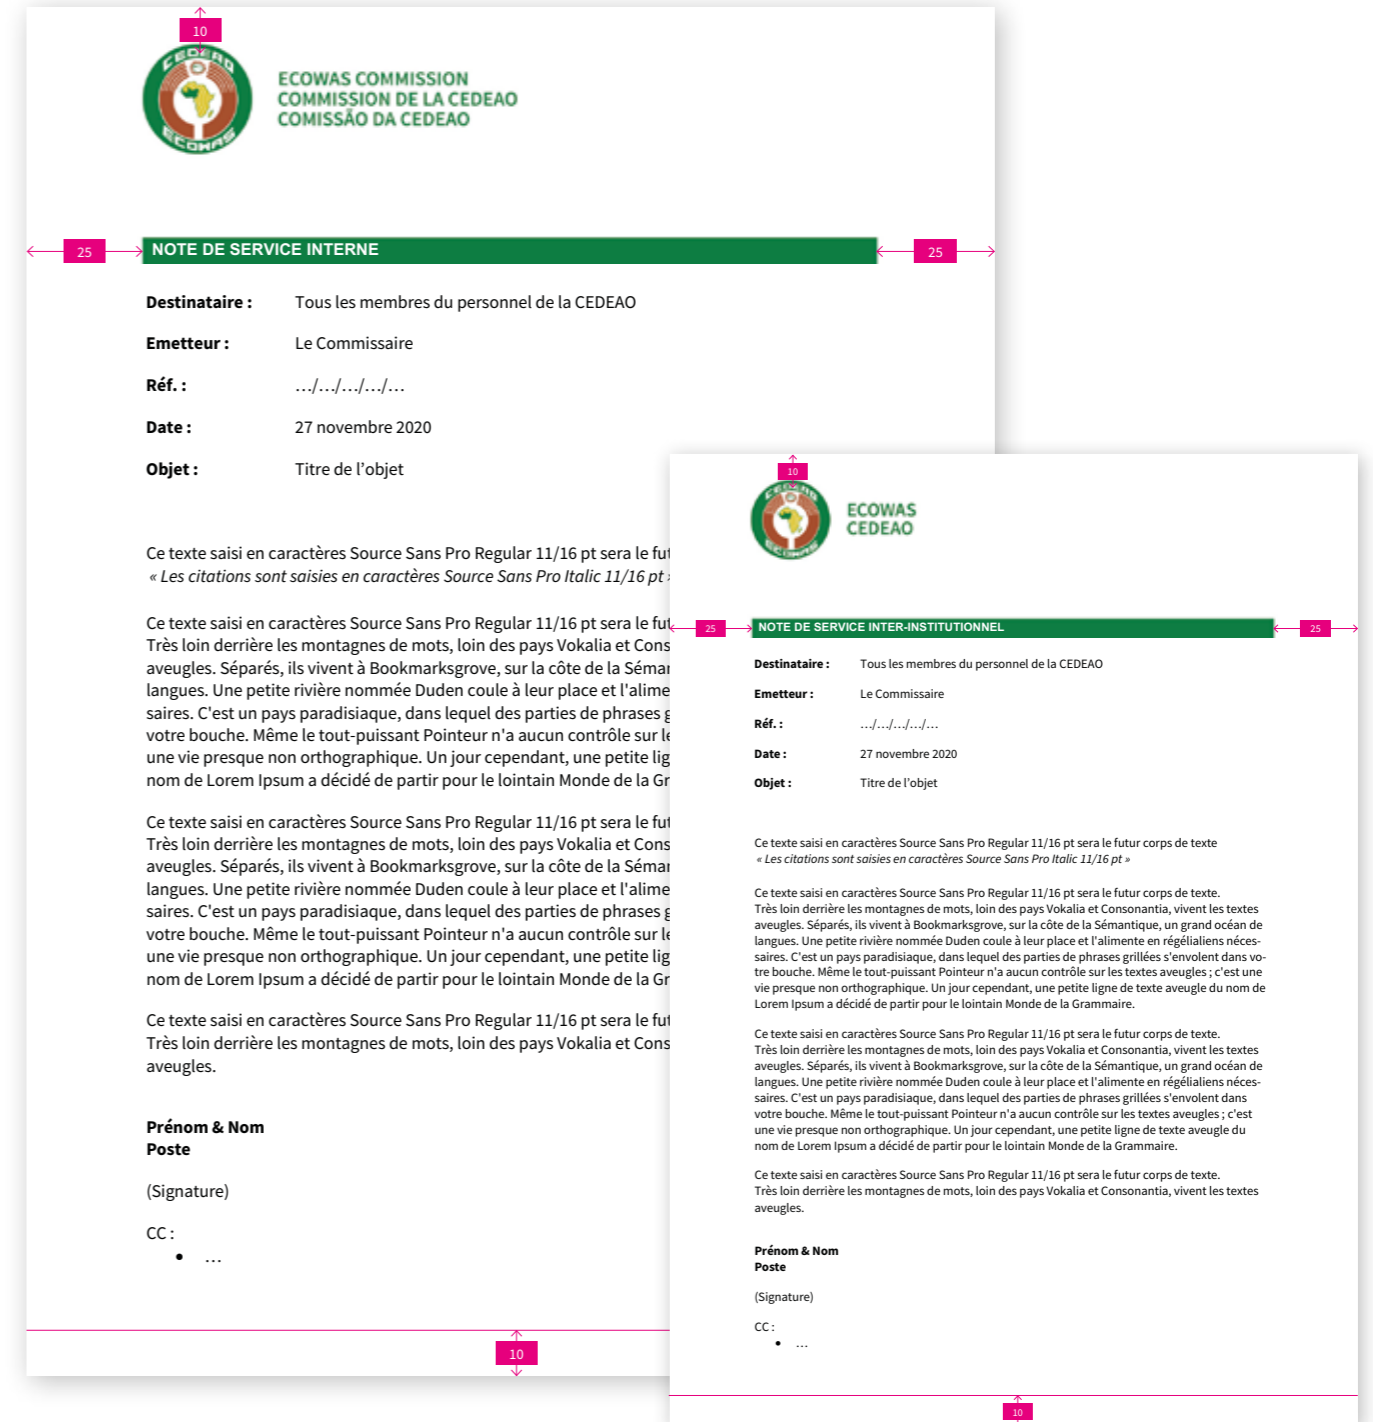 10
CEDEAO
ECOWAS
ECOWAS COMMISSION
COMMISSION DE LA CEDEAO
COMISSÃO DA CEDEAO
25
NOTE DE SERVICE INTERNE
25
Destinataire : Tous les membres du personnel de la CEDEAO
Emetteur : Le Commissaire
Réf. : …/…/…/…/…
Date : 27 novembre 2020
Objet : Titre de l’objet
Ce texte saisi en caractères Source Sans Pro Regular 11/16 pt sera le fut
« Les citations sont saisies en caractères Source Sans Pro Italic 11/16 pt »
Ce texte saisi en caractères Source Sans Pro Regular 11/16 pt sera le fut
Très loin derrière les montagnes de mots, loin des pays Vokalia et Cons
aveugles. Séparés, ils vivent à Bookmarksgrove, sur la côte de la Séman
langues. Une petite rivière nommée Duden coule à leur place et l'alime
saires. C'est un pays paradisiaque, dans lequel des parties de phrases g
votre bouche. Même le tout-puissant Pointeur n'a aucun contrôle sur le
une vie presque non orthographique. Un jour cependant, une petite lig
nom de Lorem Ipsum a décidé de partir pour le lointain Monde de la Gr
Ce texte saisi en caractères Source Sans Pro Regular 11/16 pt sera le fut
Très loin derrière les montagnes de mots, loin des pays Vokalia et Cons
aveugles. Séparés, ils vivent à Bookmarksgrove, sur la côte de la Séman
langues. Une petite rivière nommée Duden coule à leur place et l'alime
saires. C'est un pays paradisiaque, dans lequel des parties de phrases g
votre bouche. Même le tout-puissant Pointeur n'a aucun contrôle sur le
une vie presque non orthographique. Un jour cependant, une petite lig
nom de Lorem Ipsum a décidé de partir pour le lointain Monde de la Gr
Ce texte saisi en caractères Source Sans Pro Regular 11/16 pt sera le fut
Très loin derrière les montagnes de mots, loin des pays Vokalia et Cons
aveugles.
Prénom & Nom
Poste
(Signature)
CC :
• …
10
10
CEDEAO
ECOWAS
ECOWAS
CEDEAO
25
NOTE DE SERVICE INTER-INSTITUTIONNEL
25
Destinataire : Tous les membres du personnel de la CEDEAO
Emetteur : Le Commissaire
Réf. : …/…/…/…/…
Date : 27 novembre 2020
Objet : Titre de l’objet
Ce texte saisi en caractères Source Sans Pro Regular 11/16 pt sera le futur corps de texte
« Les citations sont saisies en caractères Source Sans Pro Italic 11/16 pt »
Ce texte saisi en caractères Source Sans Pro Regular 11/16 pt sera le futur corps de texte.
Très loin derrière les montagnes de mots, loin des pays Vokalia et Consonantia, vivent les textes
aveugles. Séparés, ils vivent à Bookmarksgrove, sur la côte de la Sémantique, un grand océan de
langues. Une petite rivière nommée Duden coule à leur place et l'alimente en régélialiens néces-
saires. C'est un pays paradisiaque, dans lequel des parties de phrases grillées s'envolent dans vo-
tre bouche. Même le tout-puissant Pointeur n'a aucun contrôle sur les textes aveugles ; c'est une
vie presque non orthographique. Un jour cependant, une petite ligne de texte aveugle du nom de
Lorem Ipsum a décidé de partir pour le lointain Monde de la Grammaire.
Ce texte saisi en caractères Source Sans Pro Regular 11/16 pt sera le futur corps de texte.
Très loin derrière les montagnes de mots, loin des pays Vokalia et Consonantia, vivent les textes
aveugles. Séparés, ils vivent à Bookmarksgrove, sur la côte de la Sémantique, un grand océan de
langues. Une petite rivière nommée Duden coule à leur place et l'alimente en régélialiens néces-
saires. C'est un pays paradisiaque, dans lequel des parties de phrases grillées s'envolent dans
votre bouche. Même le tout-puissant Pointeur n'a aucun contrôle sur les textes aveugles ; c'est
une vie presque non orthographique. Un jour cependant, une petite ligne de texte aveugle du
nom de Lorem Ipsum a décidé de partir pour le lointain Monde de la Grammaire.
Ce texte saisi en caractères Source Sans Pro Regular 11/16 pt sera le futur corps de texte.
Très loin derrière les montagnes de mots, loin des pays Vokalia et Consonantia, vivent les textes
aveugles.
Prénom & Nom
Poste
(Signature)
CC :
• …
10